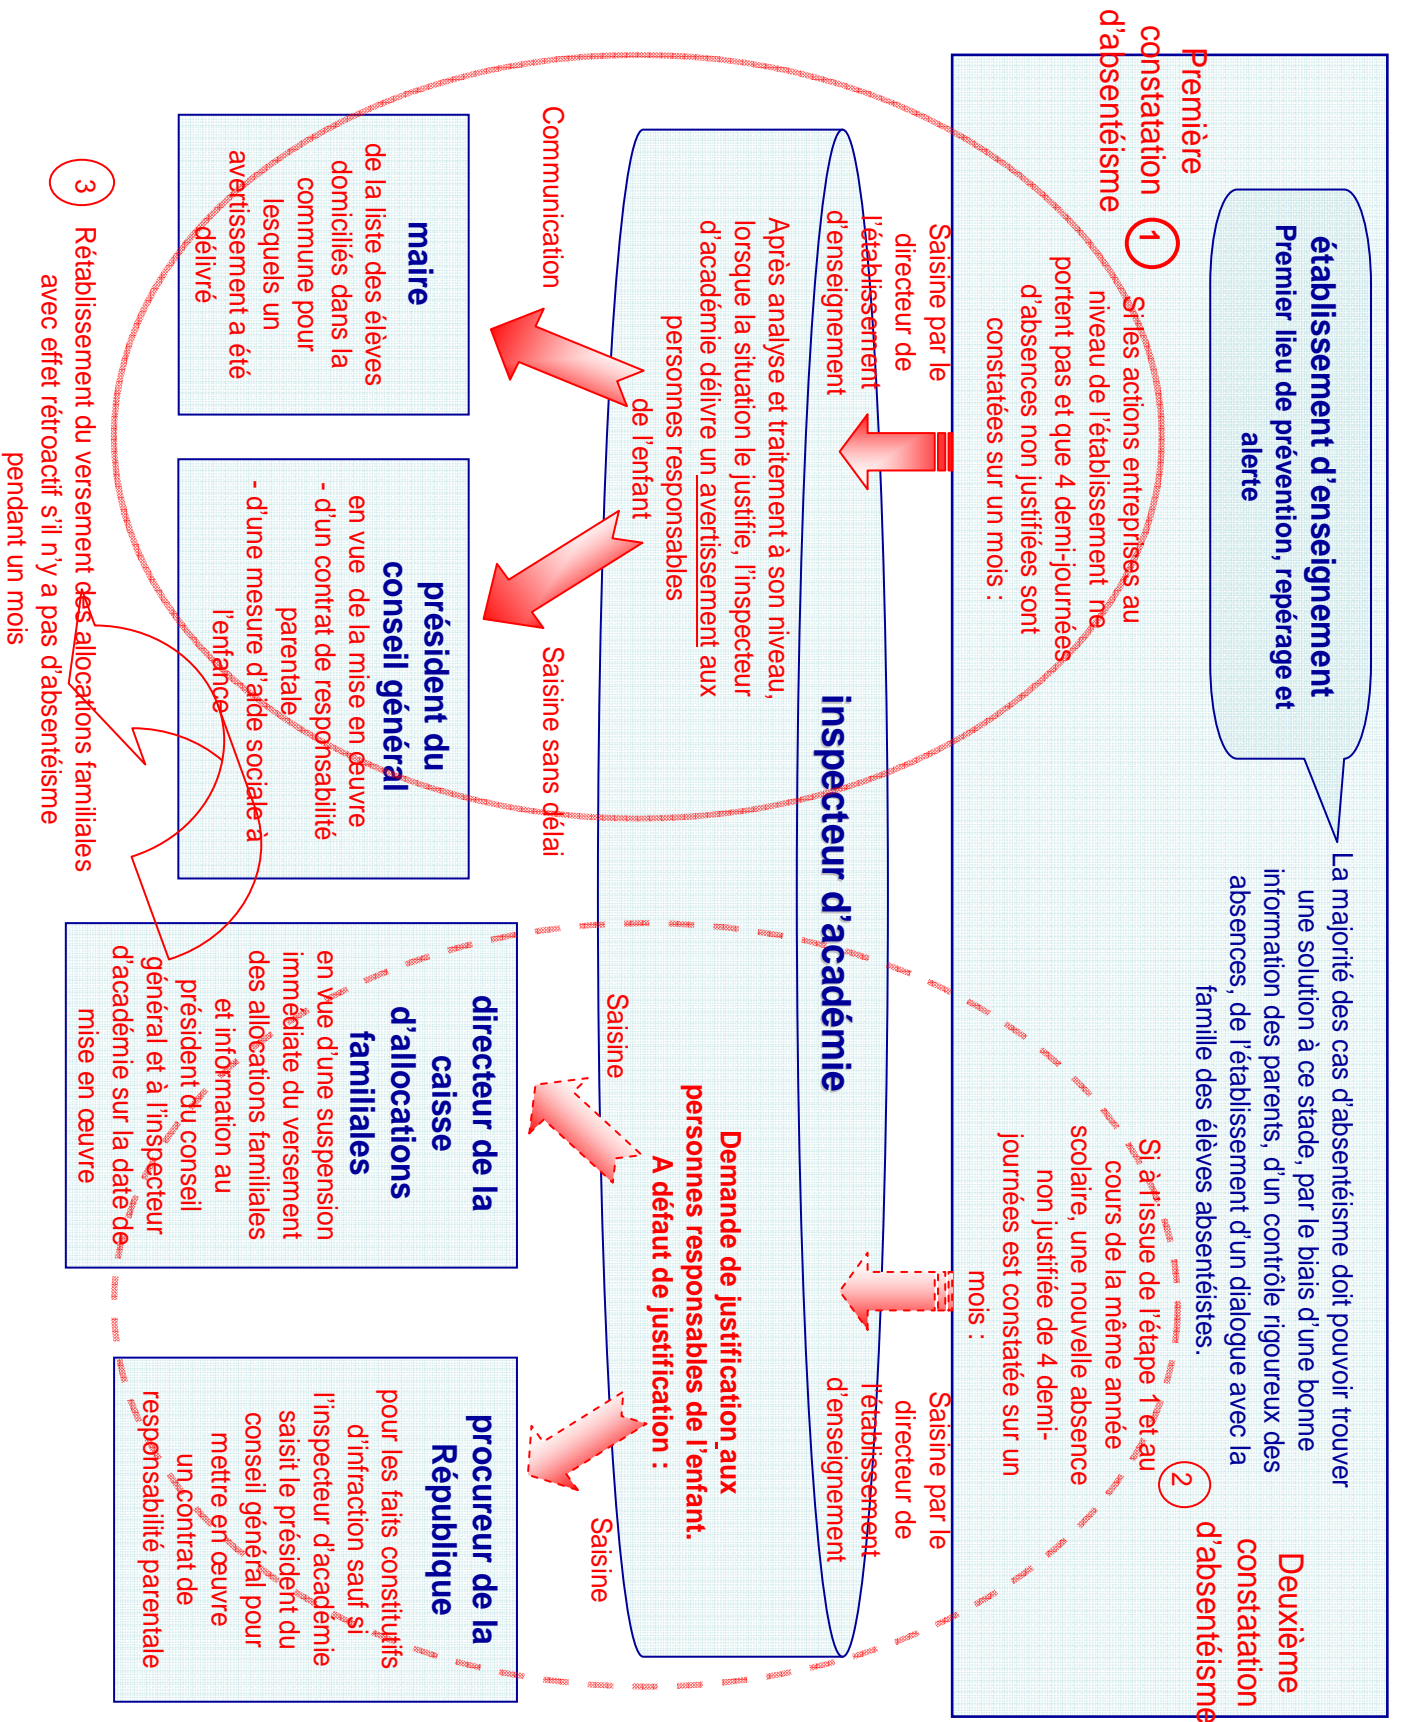 établissement d'enseignement
Premier lieu de prévention, repérage et
alerte
La majorité des cas d'absentéisme doit pouvoir trouver
une solution à ce stade, par le biais d'une bonne
information des parents, d'un contrôle rigoureux des
absences, de l'établissement d'un dialogue avec la
famille des élèves absentéistes.
Première
constatation
d'absentéisme
1
Si les actions entreprises au
niveau de l'établissement ne
portent pas et que 4 demi-journées
d'absences non justifiées sont
constatées sur un mois :
Deuxième
constatation
d'absentéisme
2
Si à l'issue de l'étape 1 et au
cours de la même année
scolaire, une nouvelle absence
non justifiée de 4 demi-
journées est constatée sur un
mois :
Saisine par le
directeur de
l'établissement
d'enseignement
Saisine par le
directeur de
l'établissement
d'enseignement
inspecteur d'académie
Après analyse et traitement à son niveau,
lorsque la situation le justifie, l'inspecteur
d'académie délivre un avertissement aux
personnes responsables
de l'enfant
Demande de justification aux
personnes responsables de l'enfant.
A défaut de justification :
Communication
Saisine sans délai
Saisine
Saisine
maire
de la liste des élèves
domiciliés dans la
commune pour
lesquels un
avertissement a été
délivré
président du
conseil général
en vue de la mise en œuvre
- d'un contrat de responsabilité
parentale
- d'une mesure d'aide sociale à
l'enfance
directeur de la
caisse
d'allocations
familiales
en vue d'une suspension
immédiate du versement
des allocations familiales
et information au
président du conseil
général et à l'inspecteur
d'académie sur la date de
mise en œuvre
procureur de la
République
pour les faits constitutifs
d'infraction sauf si
l'inspecteur d'académie
saisit le président du
conseil général pour
mettre en œuvre
un contrat de
responsabilité parentale
3
Rétablissement du versement des allocations familiales
avec effet rétroactif s'il n'y a pas d'absentéisme
pendant un mois